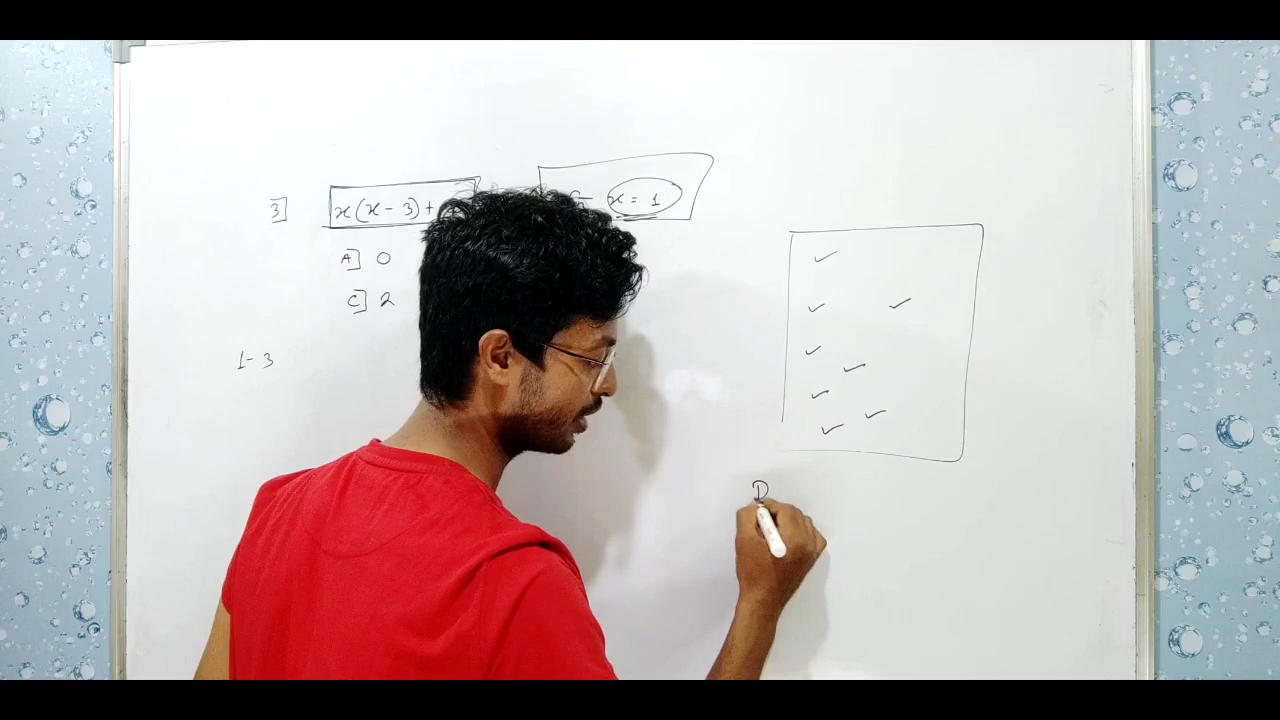 3] x(x-3)+ x = 1
A] 0
C] 2
1-3
D